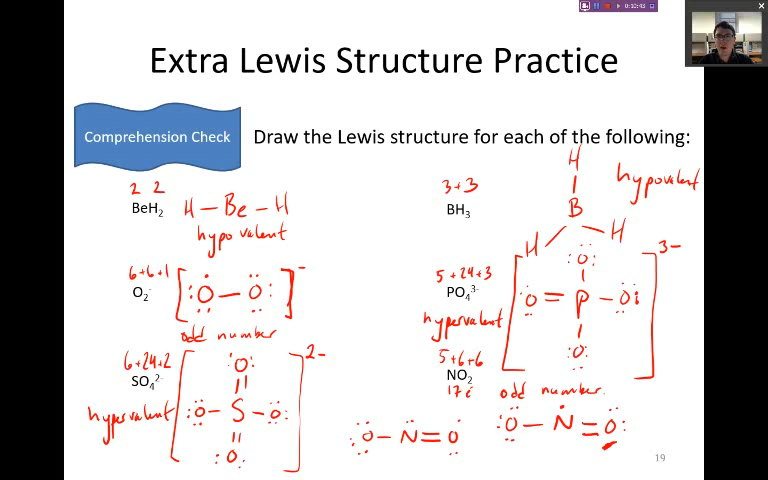 Extra Lewis Structure Practice
Comprehension Check
Draw the Lewis structure for each of the following:
2 2
BeH2
H — Be — H
hypovalent
3+3
BH3
H
B
H H
hypovalent
6+6+1
O2-
[:O — O:]-
odd number
5+24+3
PO43-
hypervalent
O
O = P — O
O
3-
6+24+2
SO42-
hypervalent
O
O — S — O
O
2-
5+6+6
NO2
17 e-
odd number
O — N = O
O — N = O
19